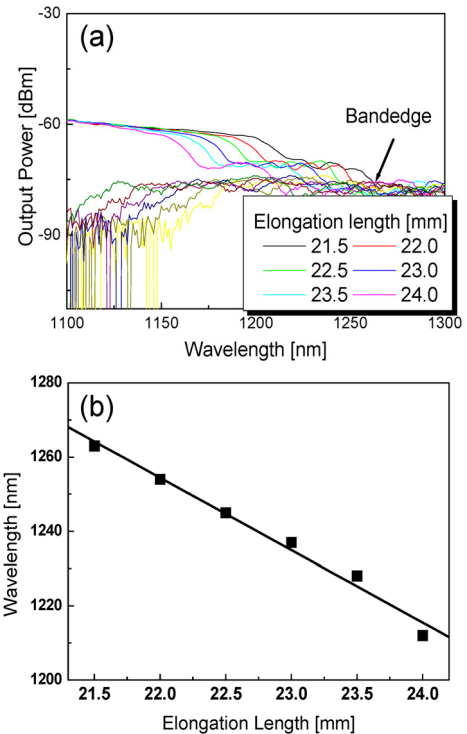 (a)
-30
-60
-90
Output Power [dBm]
Bandedge
Elongation length [mm]
21.5 22.0
22.5 23.0
23.5 24.0
1100 1150 1200 1250 1300
Wavelength [nm]
(b)
1280
1260
1240
1220
1200
Wavelength [nm]
21.5 22.0 22.5 23.0 23.5 24.0
Elongation Length [mm]